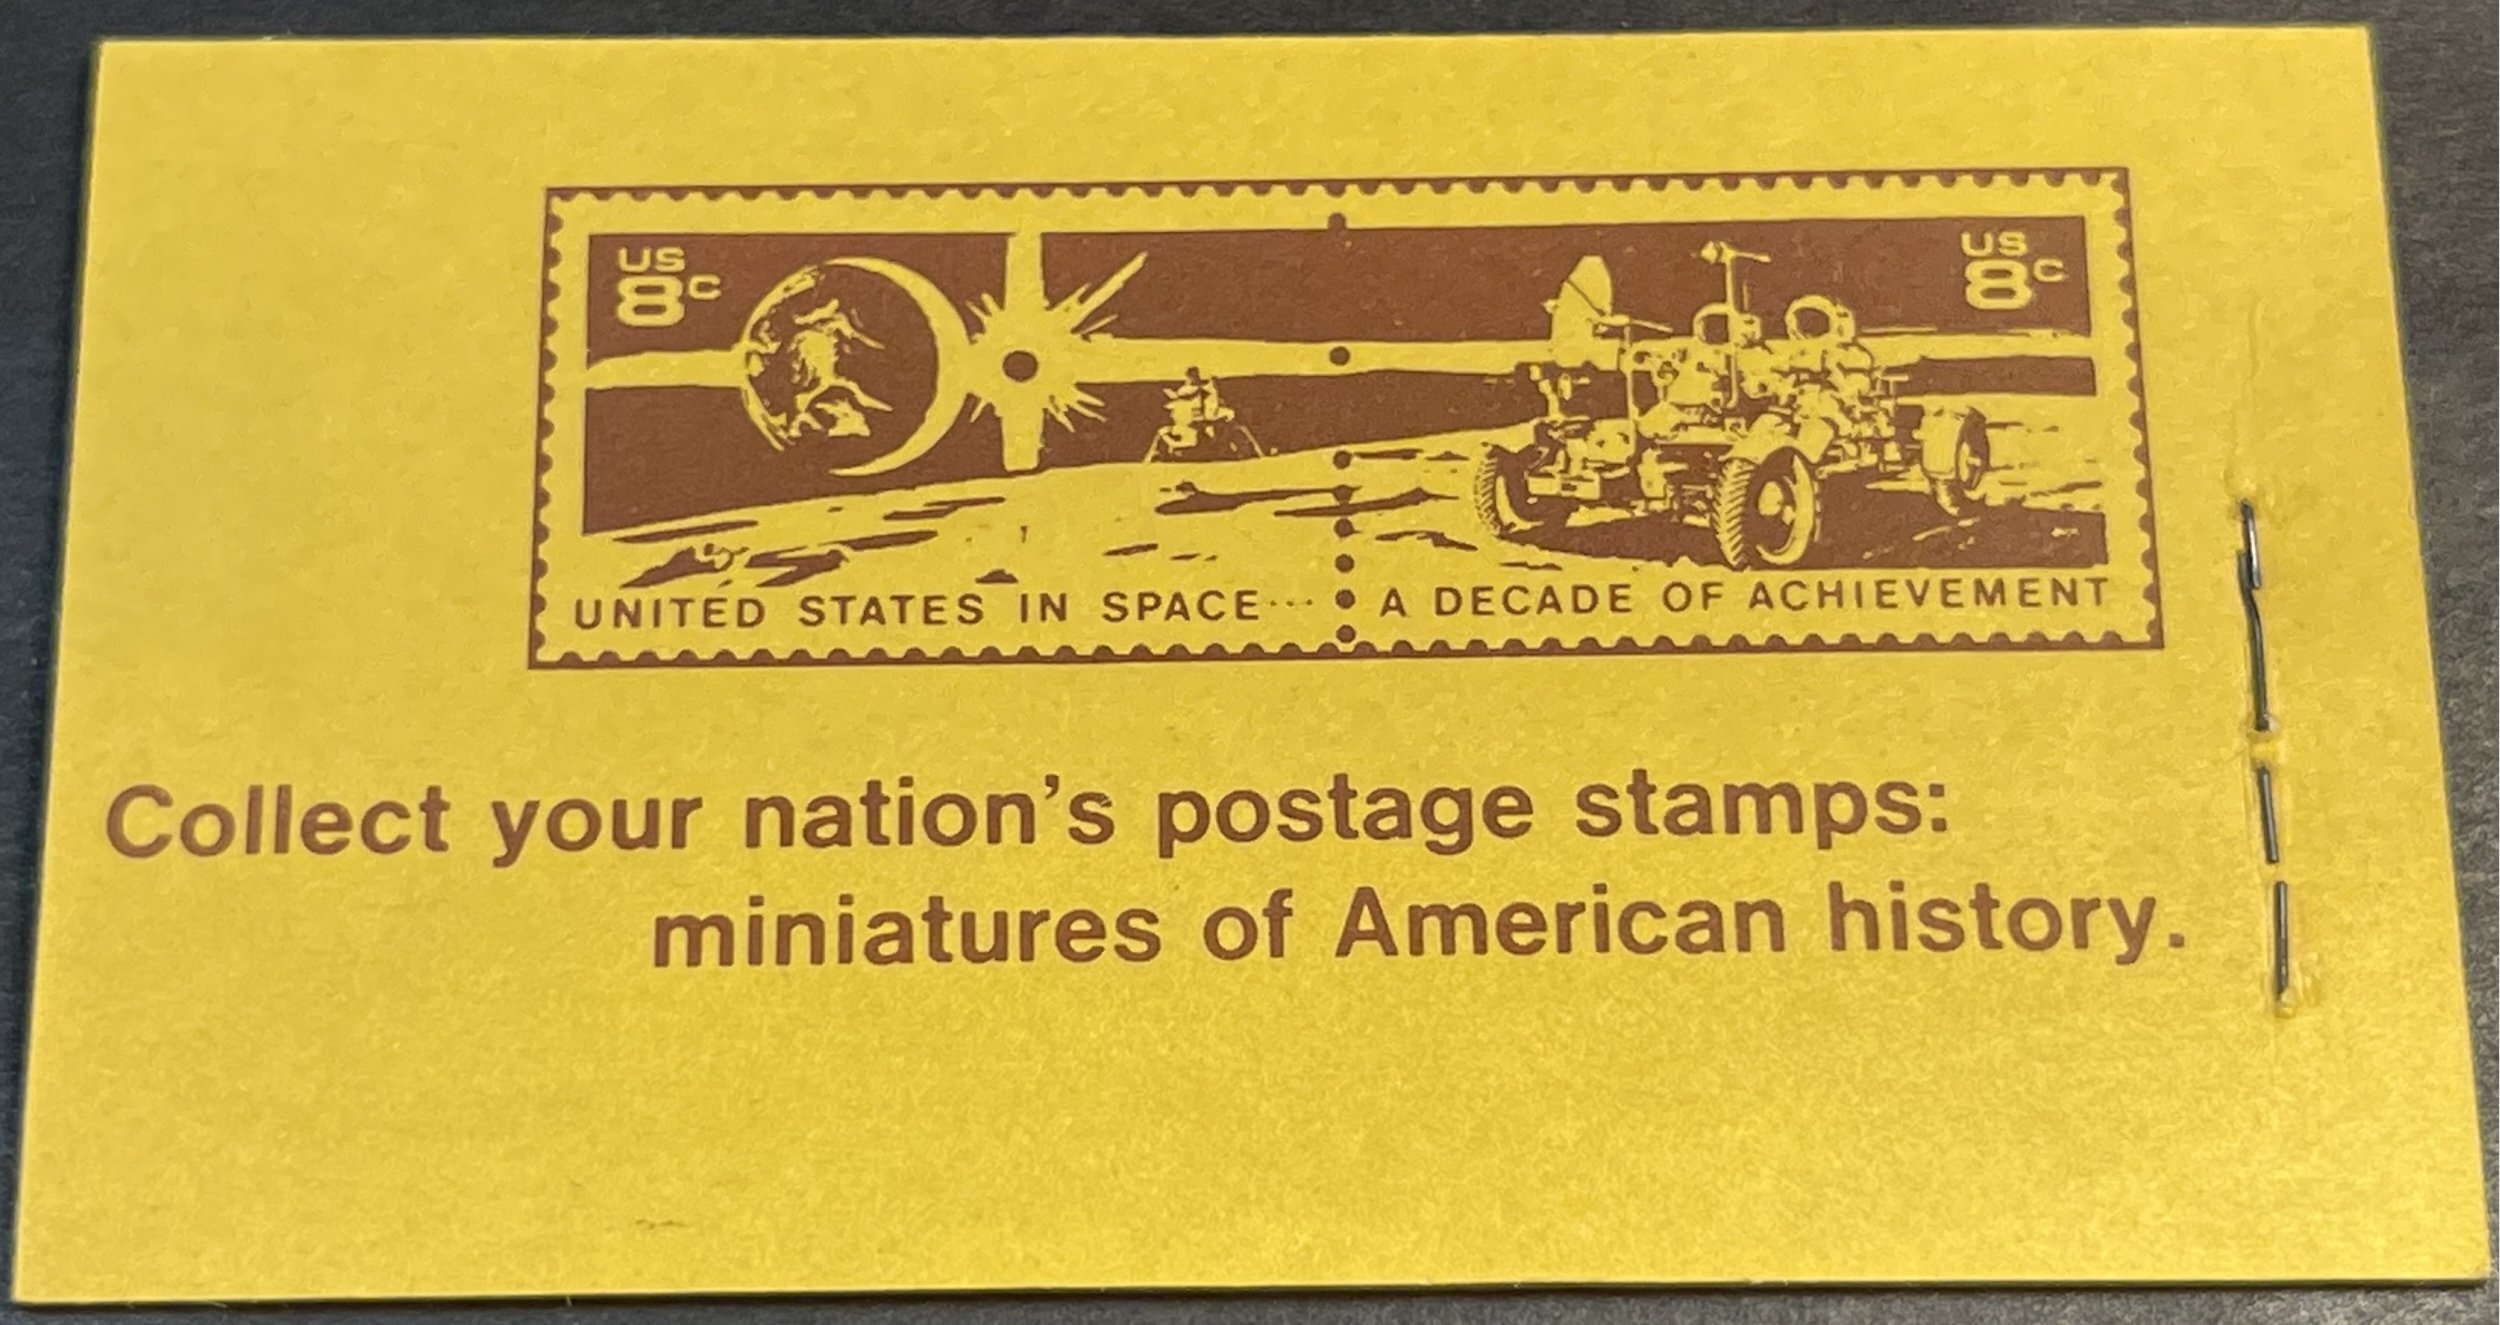 US
8c
US
8c
UNITED STATES IN SPACE... A DECADE OF ACHIEVEMENT
Collect your nation's postage stamps:
miniatures of American history.